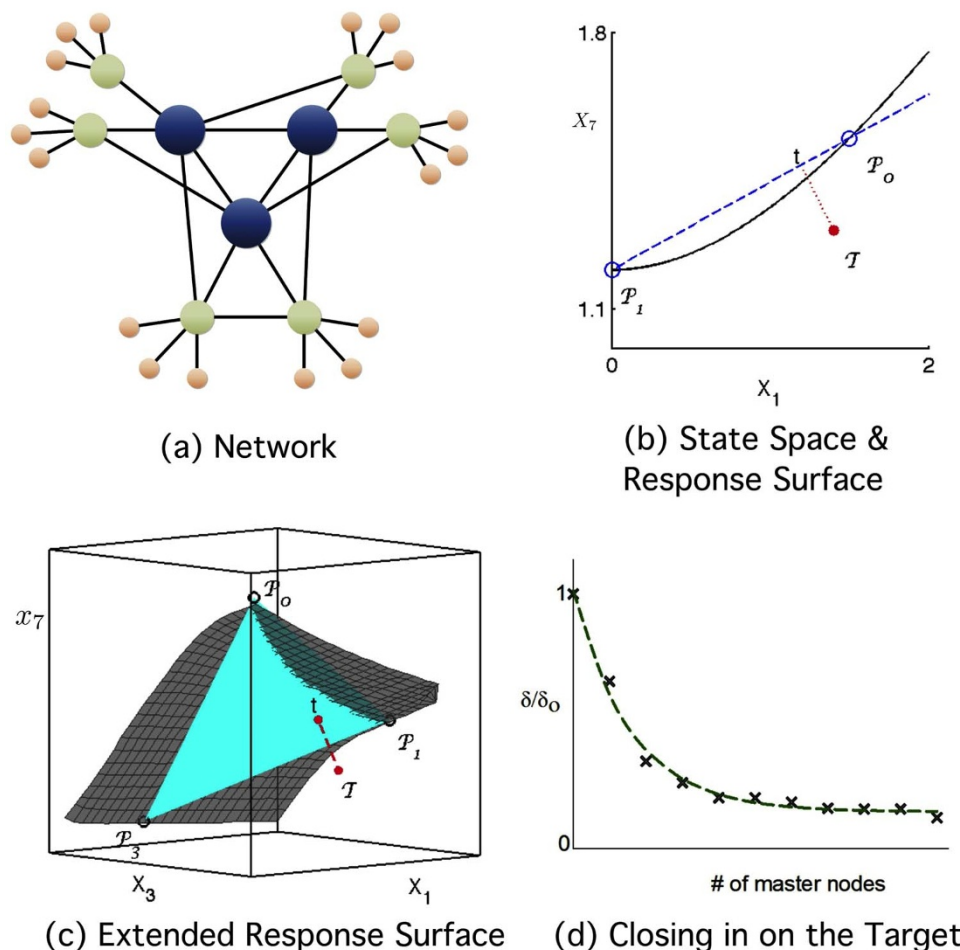 (a) Network
1.8
X7
t
𝒫o
𝒯
𝒫1
1.1
0
2
X1
(b) State Space &
Response Surface
𝒫o
x7
t
𝒫1
𝒯
𝒫3
X3
X1
(c) Extended Response Surface
1
δ/δo
0
# of master nodes
(d) Closing in on the Target